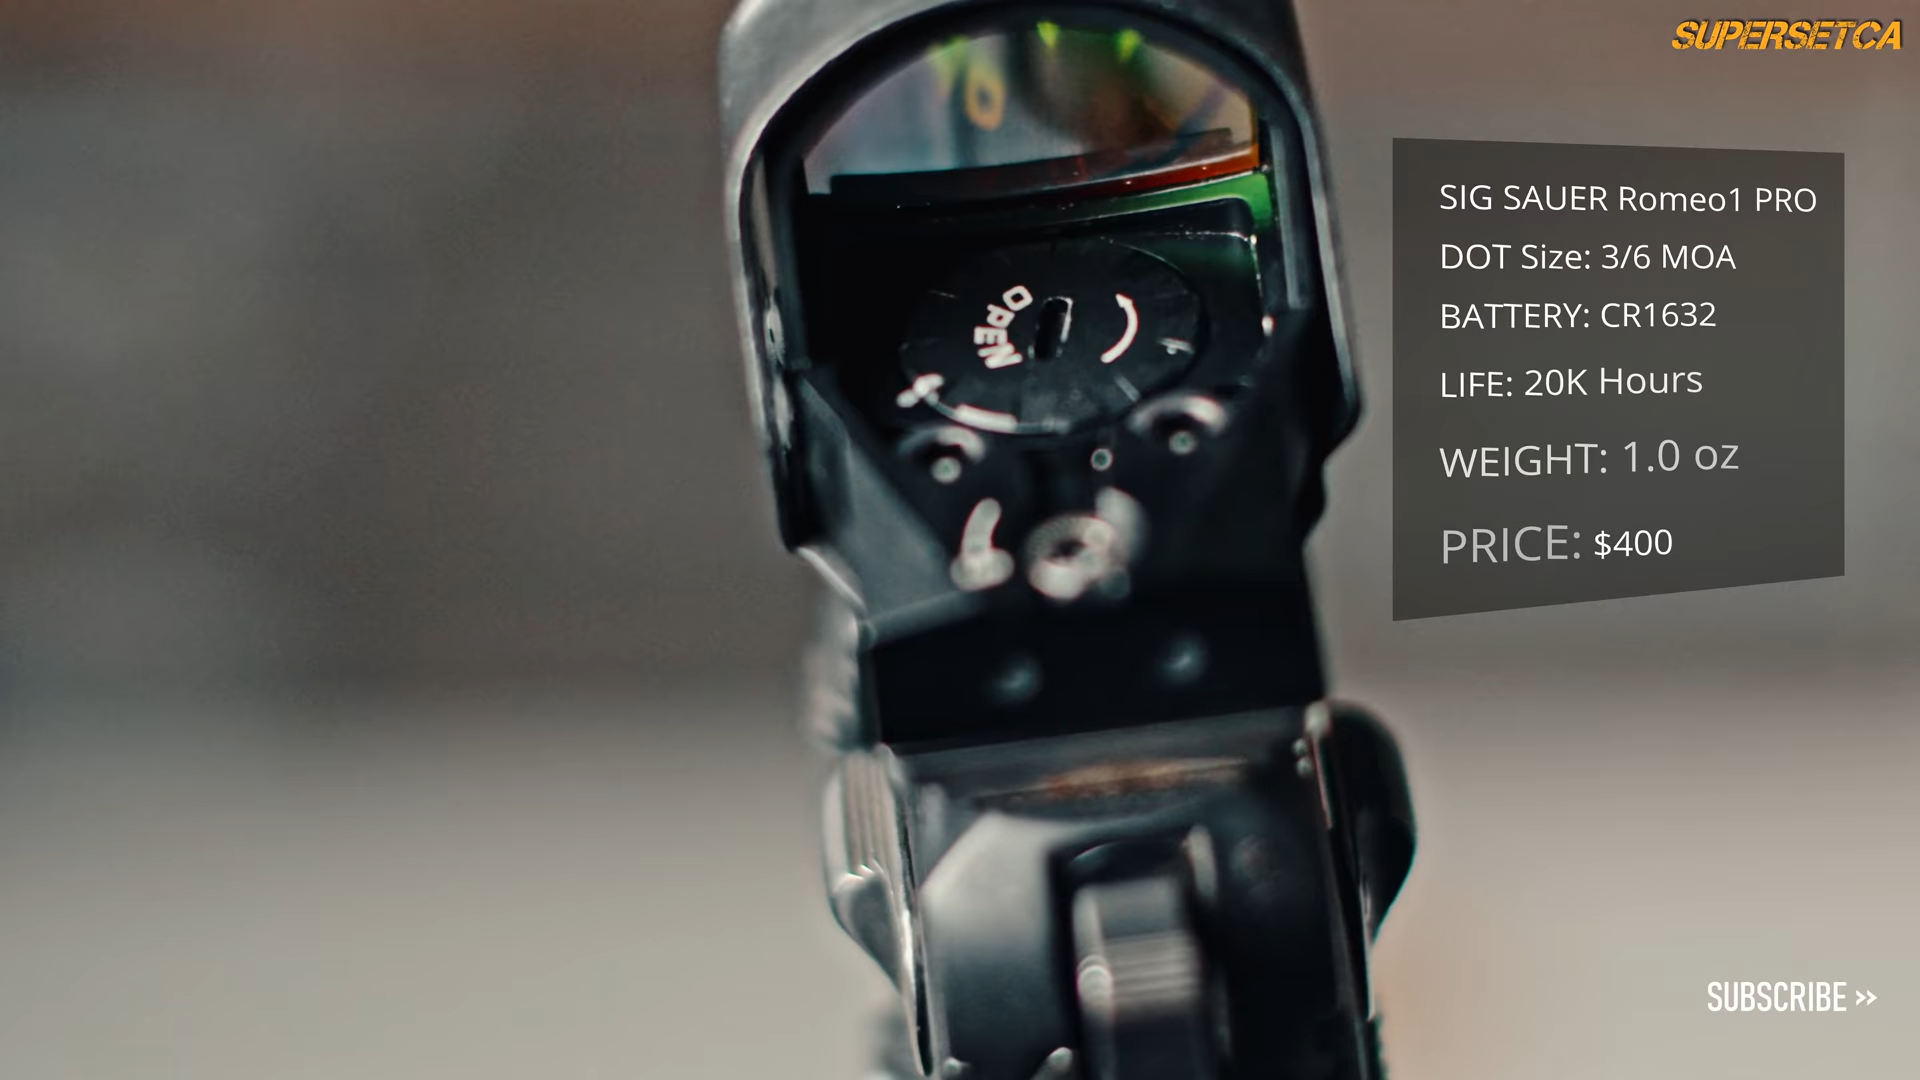 SUPERSETCA
SIG SAUER Romeo1 PRO
DOT Size: 3/6 MOA
BATTERY: CR1632
LIFE: 20K Hours
WEIGHT: 1.0 oz
PRICE: $400
OPEN
SUBSCRIBE >>